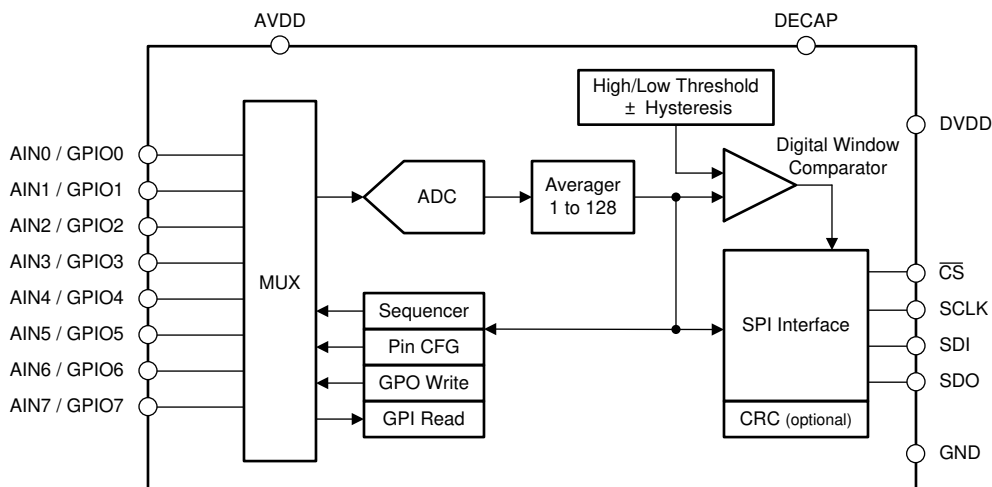 AVDD
DECAP
High/Low Threshold
± Hysteresis
DVDD
Digital Window
Comparator
AIN0 / GPIO0
AIN1 / GPIO1
AIN2 / GPIO2
AIN3 / GPIO3
AIN4 / GPIO4
AIN5 / GPIO5
AIN6 / GPIO6
AIN7 / GPIO7
MUX
ADC
Averager
1 to 128
Sequencer
Pin CFG
GPO Write
GPI Read
SPI Interface
CRC (optional)
C̅S̅
SCLK
SDI
SDO
GND